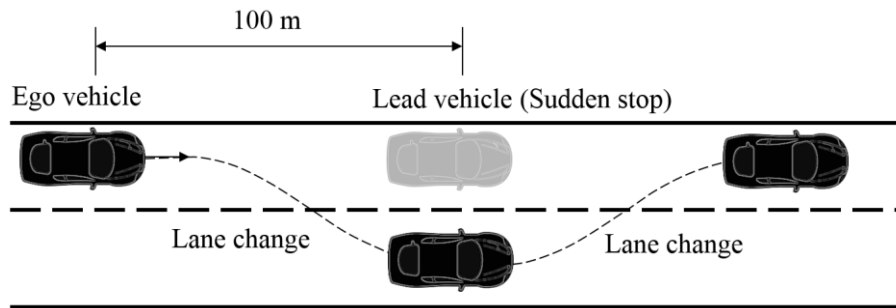 100 m
Ego vehicle
Lead vehicle (Sudden stop)
Lane change
Lane change